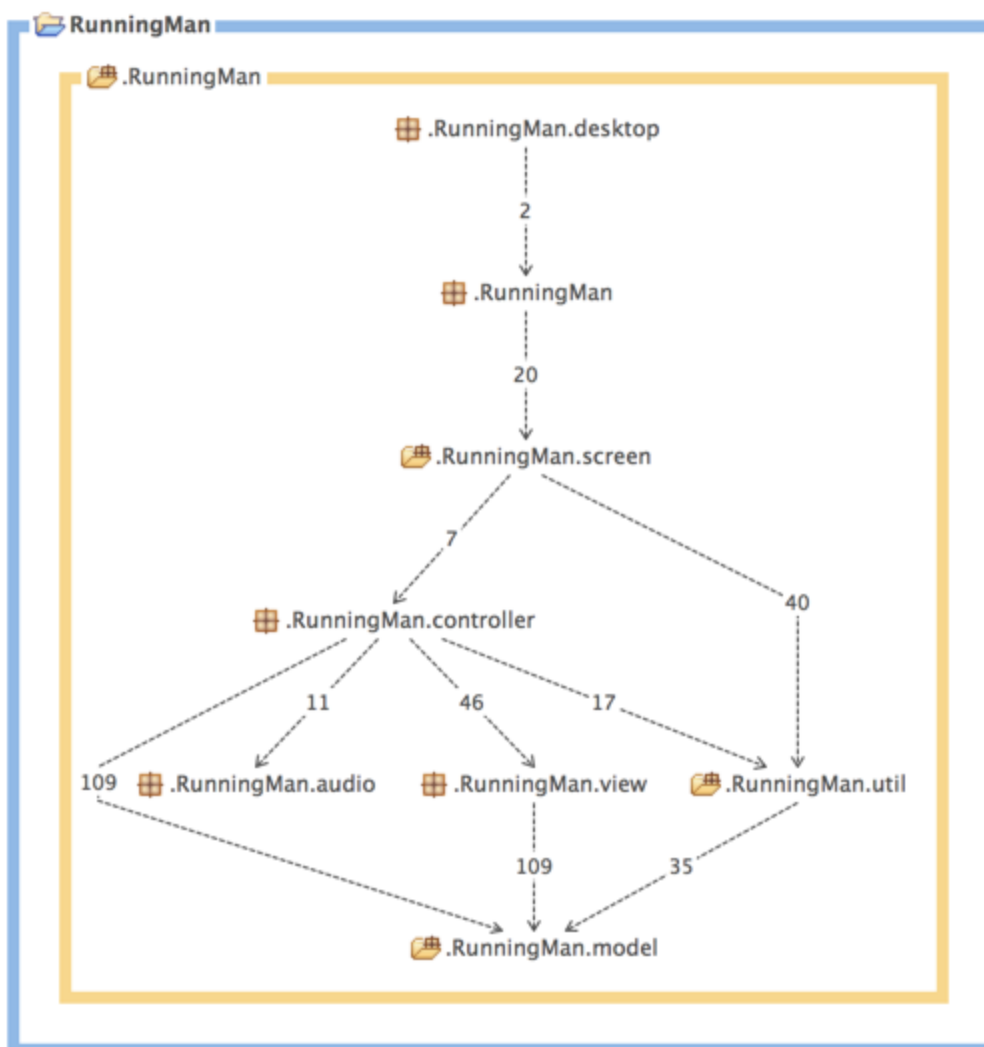 RunningMan
.RunningMan
.RunningMan.desktop
2
.RunningMan
20
.RunningMan.screen
7
40
.RunningMan.controller
11
46
17
109
.RunningMan.audio
.RunningMan.view
.RunningMan.util
109
35
.RunningMan.model